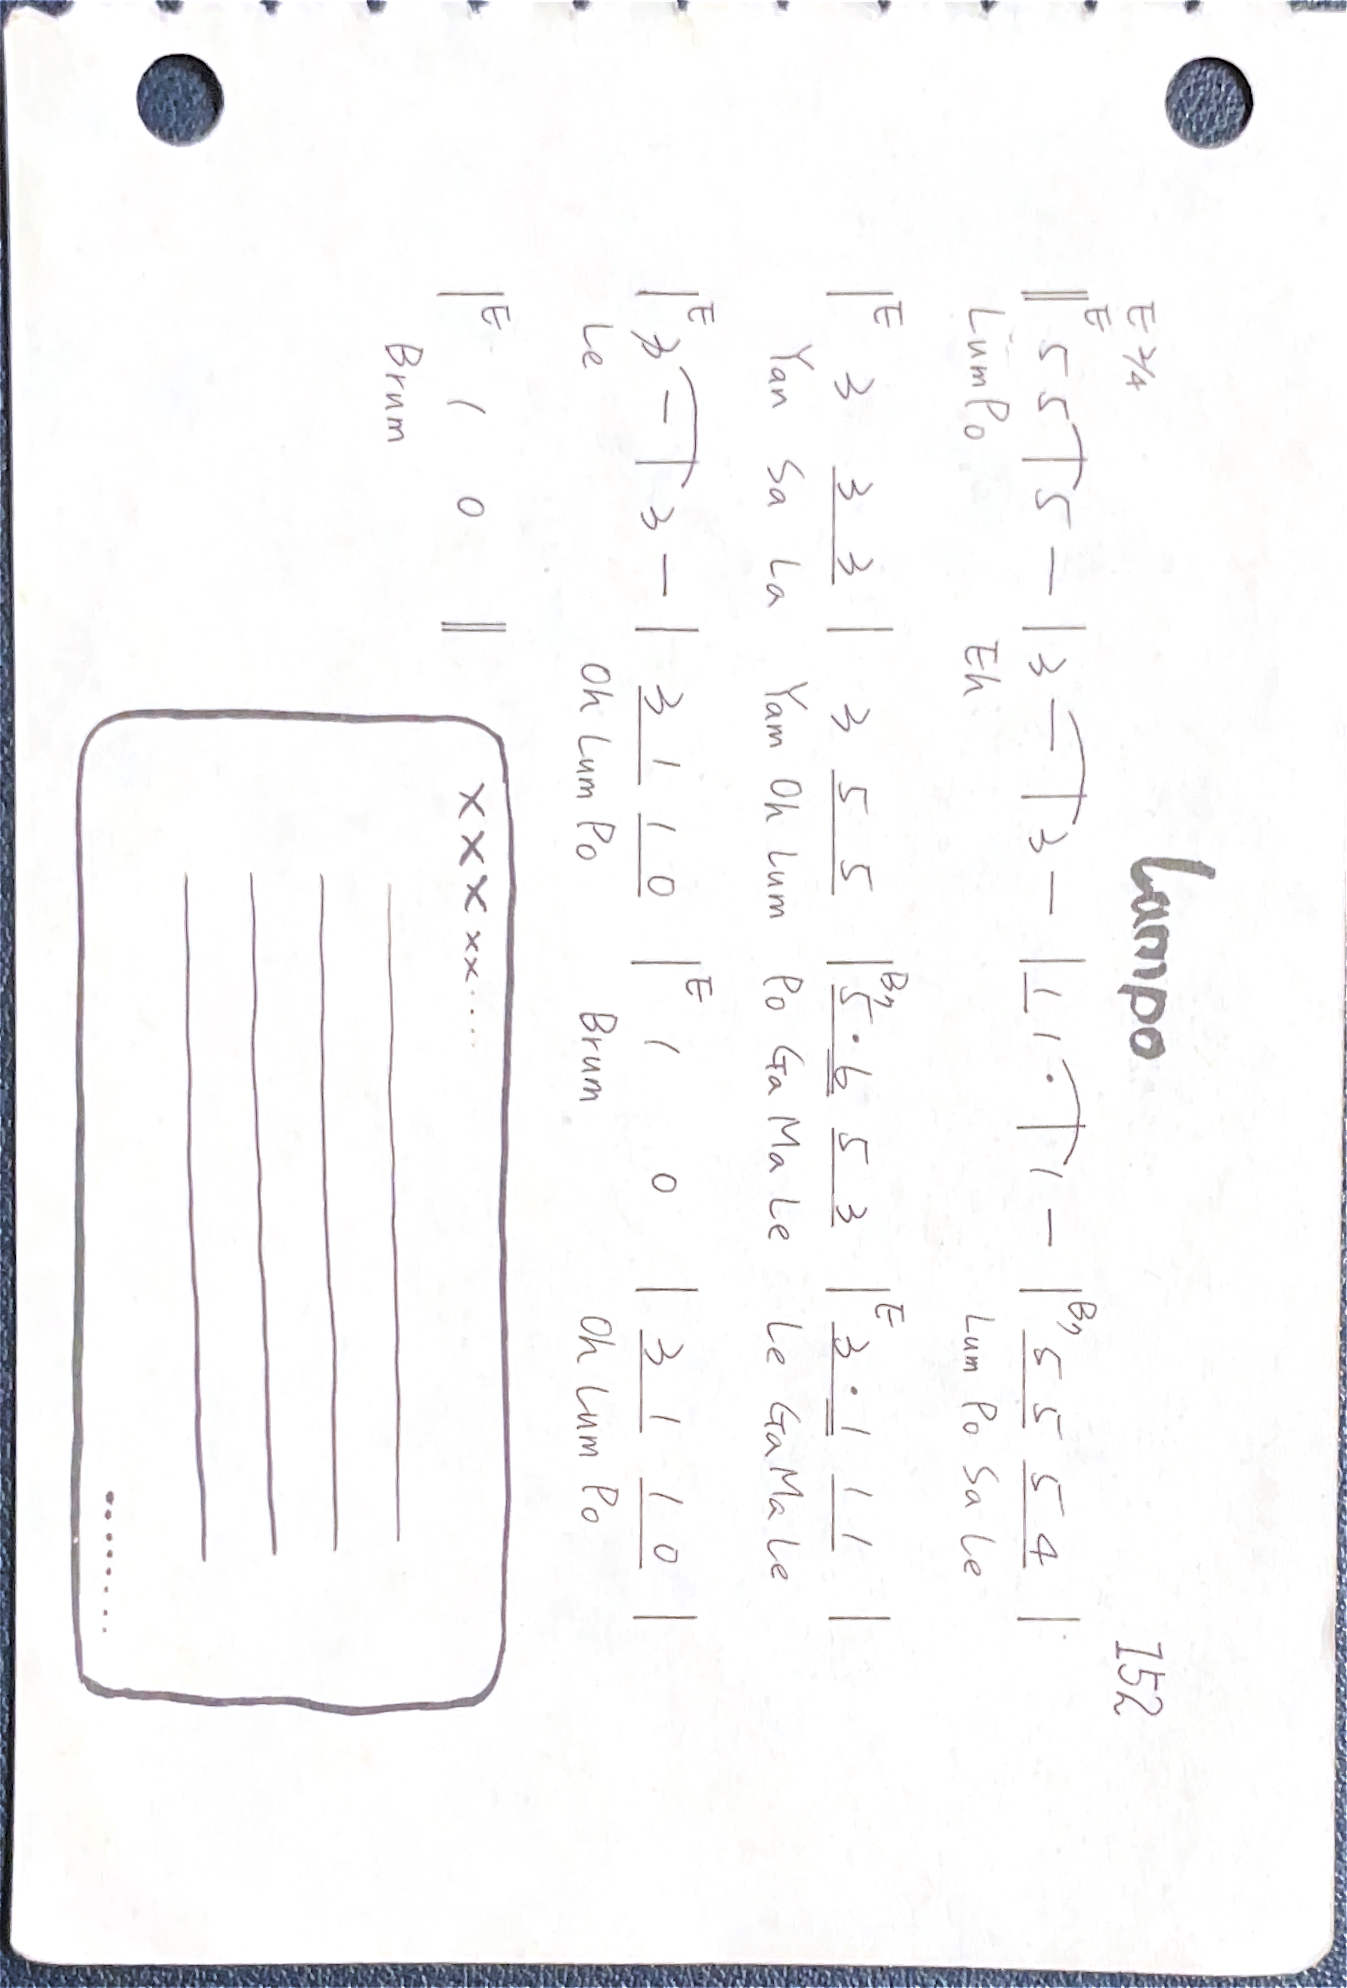 Lampo
152
E 2/4
E
‖ 5 5 | 5 — | 3 — | 3 — | 1 1 · | 1 — | B7 5 5 5 4 |
Lum Po Eh Lum Po Sa Le
| E 3 3 3 | 3 5 5 | B7 5 · 6 5 3 | E 3 · 1 1 1 |
Yan Sa La Yam Oh Lum Po Ga Ma Le Le Ga Ma Le
| E 3 — | 3 — | 3 1 1 0 | E 1 0 | 3 1 1 0 |
Le Oh Lum Po Brum Oh Lum Po
| E 1 0 ‖
Brum
x x x x x · · · ·